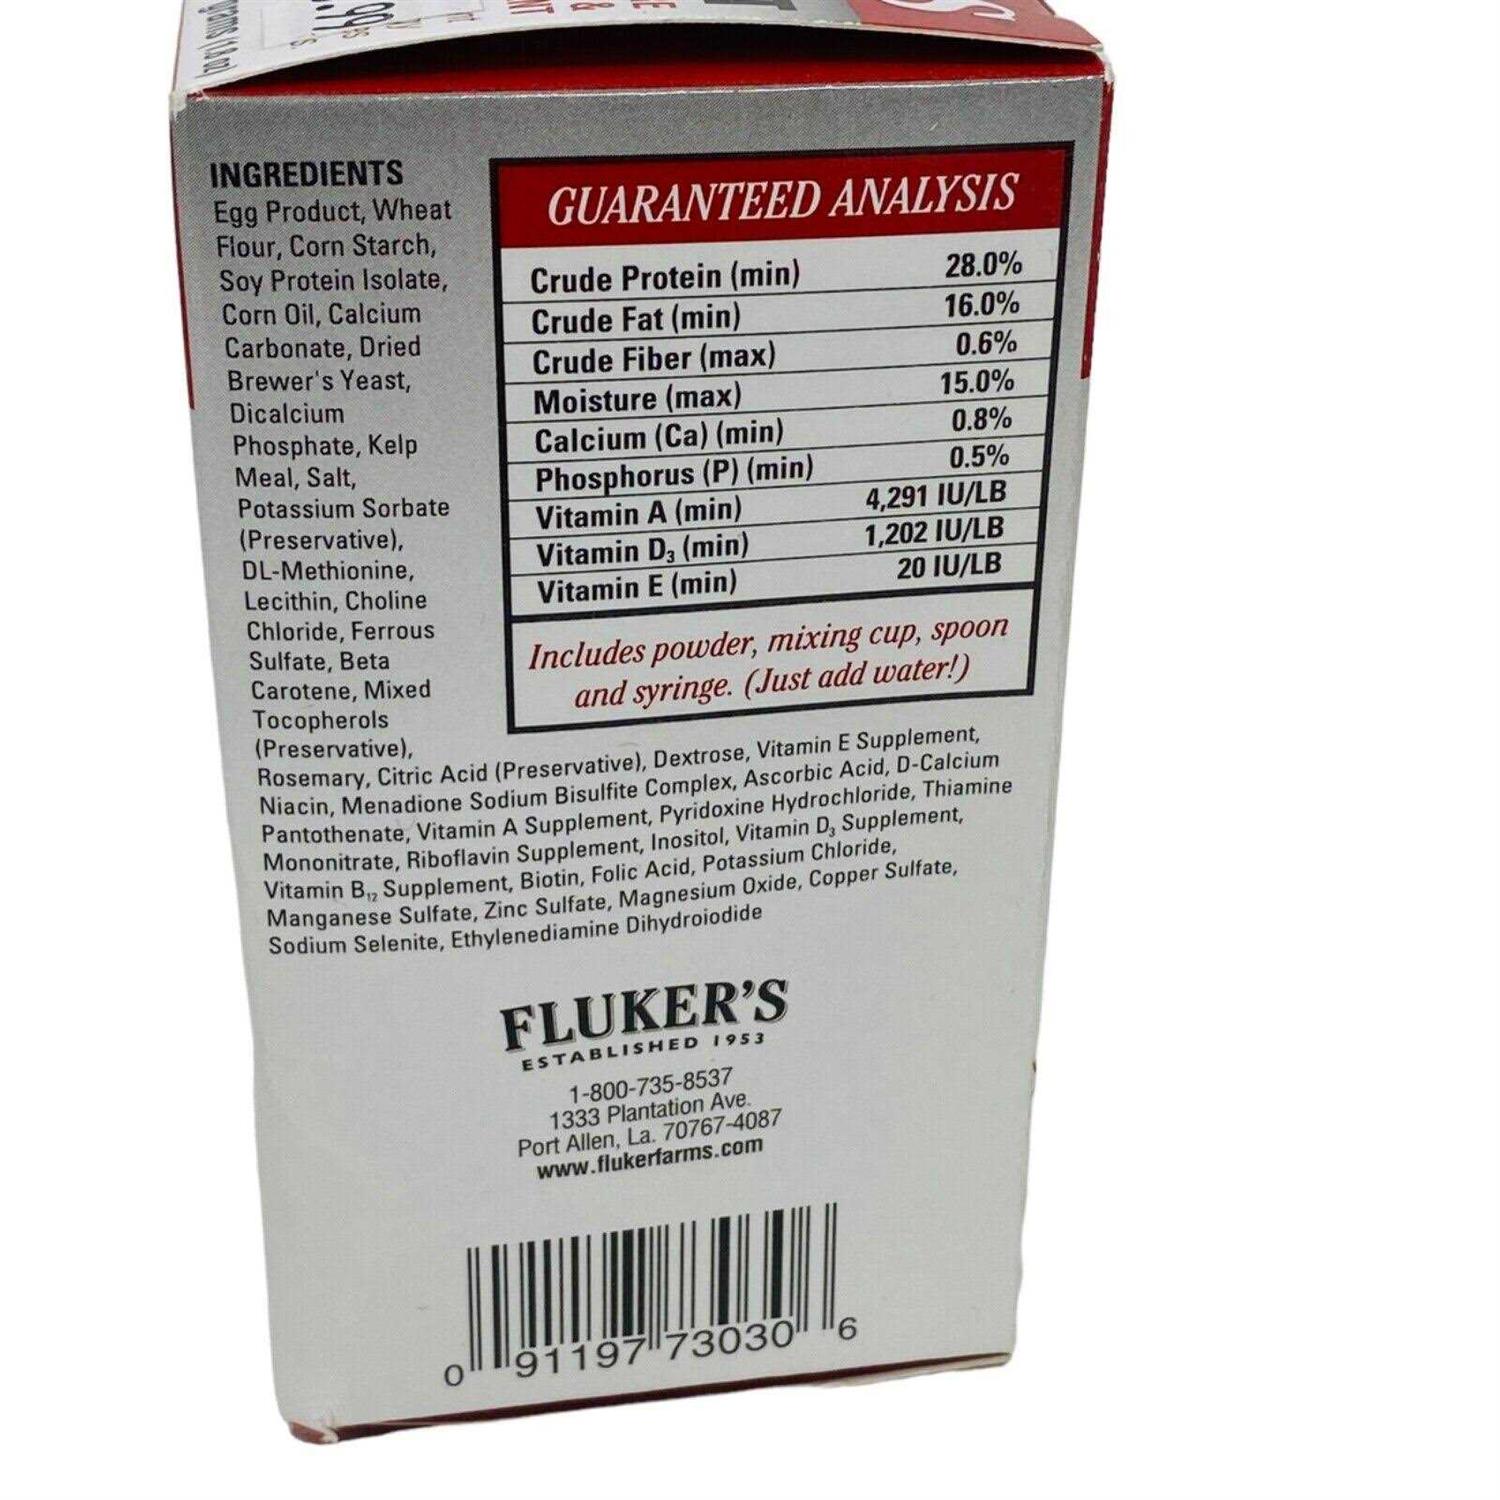 INGREDIENTS
Egg Product, Wheat
Flour, Corn Starch,
Soy Protein Isolate,
Corn Oil, Calcium
Carbonate, Dried
Brewer's Yeast,
Dicalcium
Phosphate, Kelp
Meal, Salt,
Potassium Sorbate
(Preservative),
DL-Methionine,
Lecithin, Choline
Chloride, Ferrous
Sulfate, Beta
Carotene, Mixed
Tocopherols
(Preservative),
Rosemary, Citric Acid (Preservative), Dextrose, Vitamin E Supplement,
Niacin, Menadione Sodium Bisulfite Complex, Ascorbic Acid, D-Calcium
Pantothenate, Vitamin A Supplement, Pyridoxine Hydrochloride, Thiamine
Mononitrate, Riboflavin Supplement, Inositol, Vitamin D3 Supplement,
Vitamin B12 Supplement, Biotin, Folic Acid, Potassium Chloride,
Manganese Sulfate, Zinc Sulfate, Magnesium Oxide, Copper Sulfate,
Sodium Selenite, Ethylenediamine Dihydroiodide
GUARANTEED ANALYSIS
Crude Protein (min) 28.0%
Crude Fat (min) 16.0%
Crude Fiber (max) 0.6%
Moisture (max) 15.0%
Calcium (Ca) (min) 0.8%
Phosphorus (P) (min) 0.5%
Vitamin A (min) 4,291 IU/LB
Vitamin D3 (min) 1,202 IU/LB
Vitamin E (min) 20 IU/LB
Includes powder, mixing cup, spoon
and syringe. (Just add water!)
FLUKER'S
ESTABLISHED 1953
1-800-735-8537
1333 Plantation Ave.
Port Allen, La. 70767-4087
www.flukerfarms.com
0 91197 73030 6